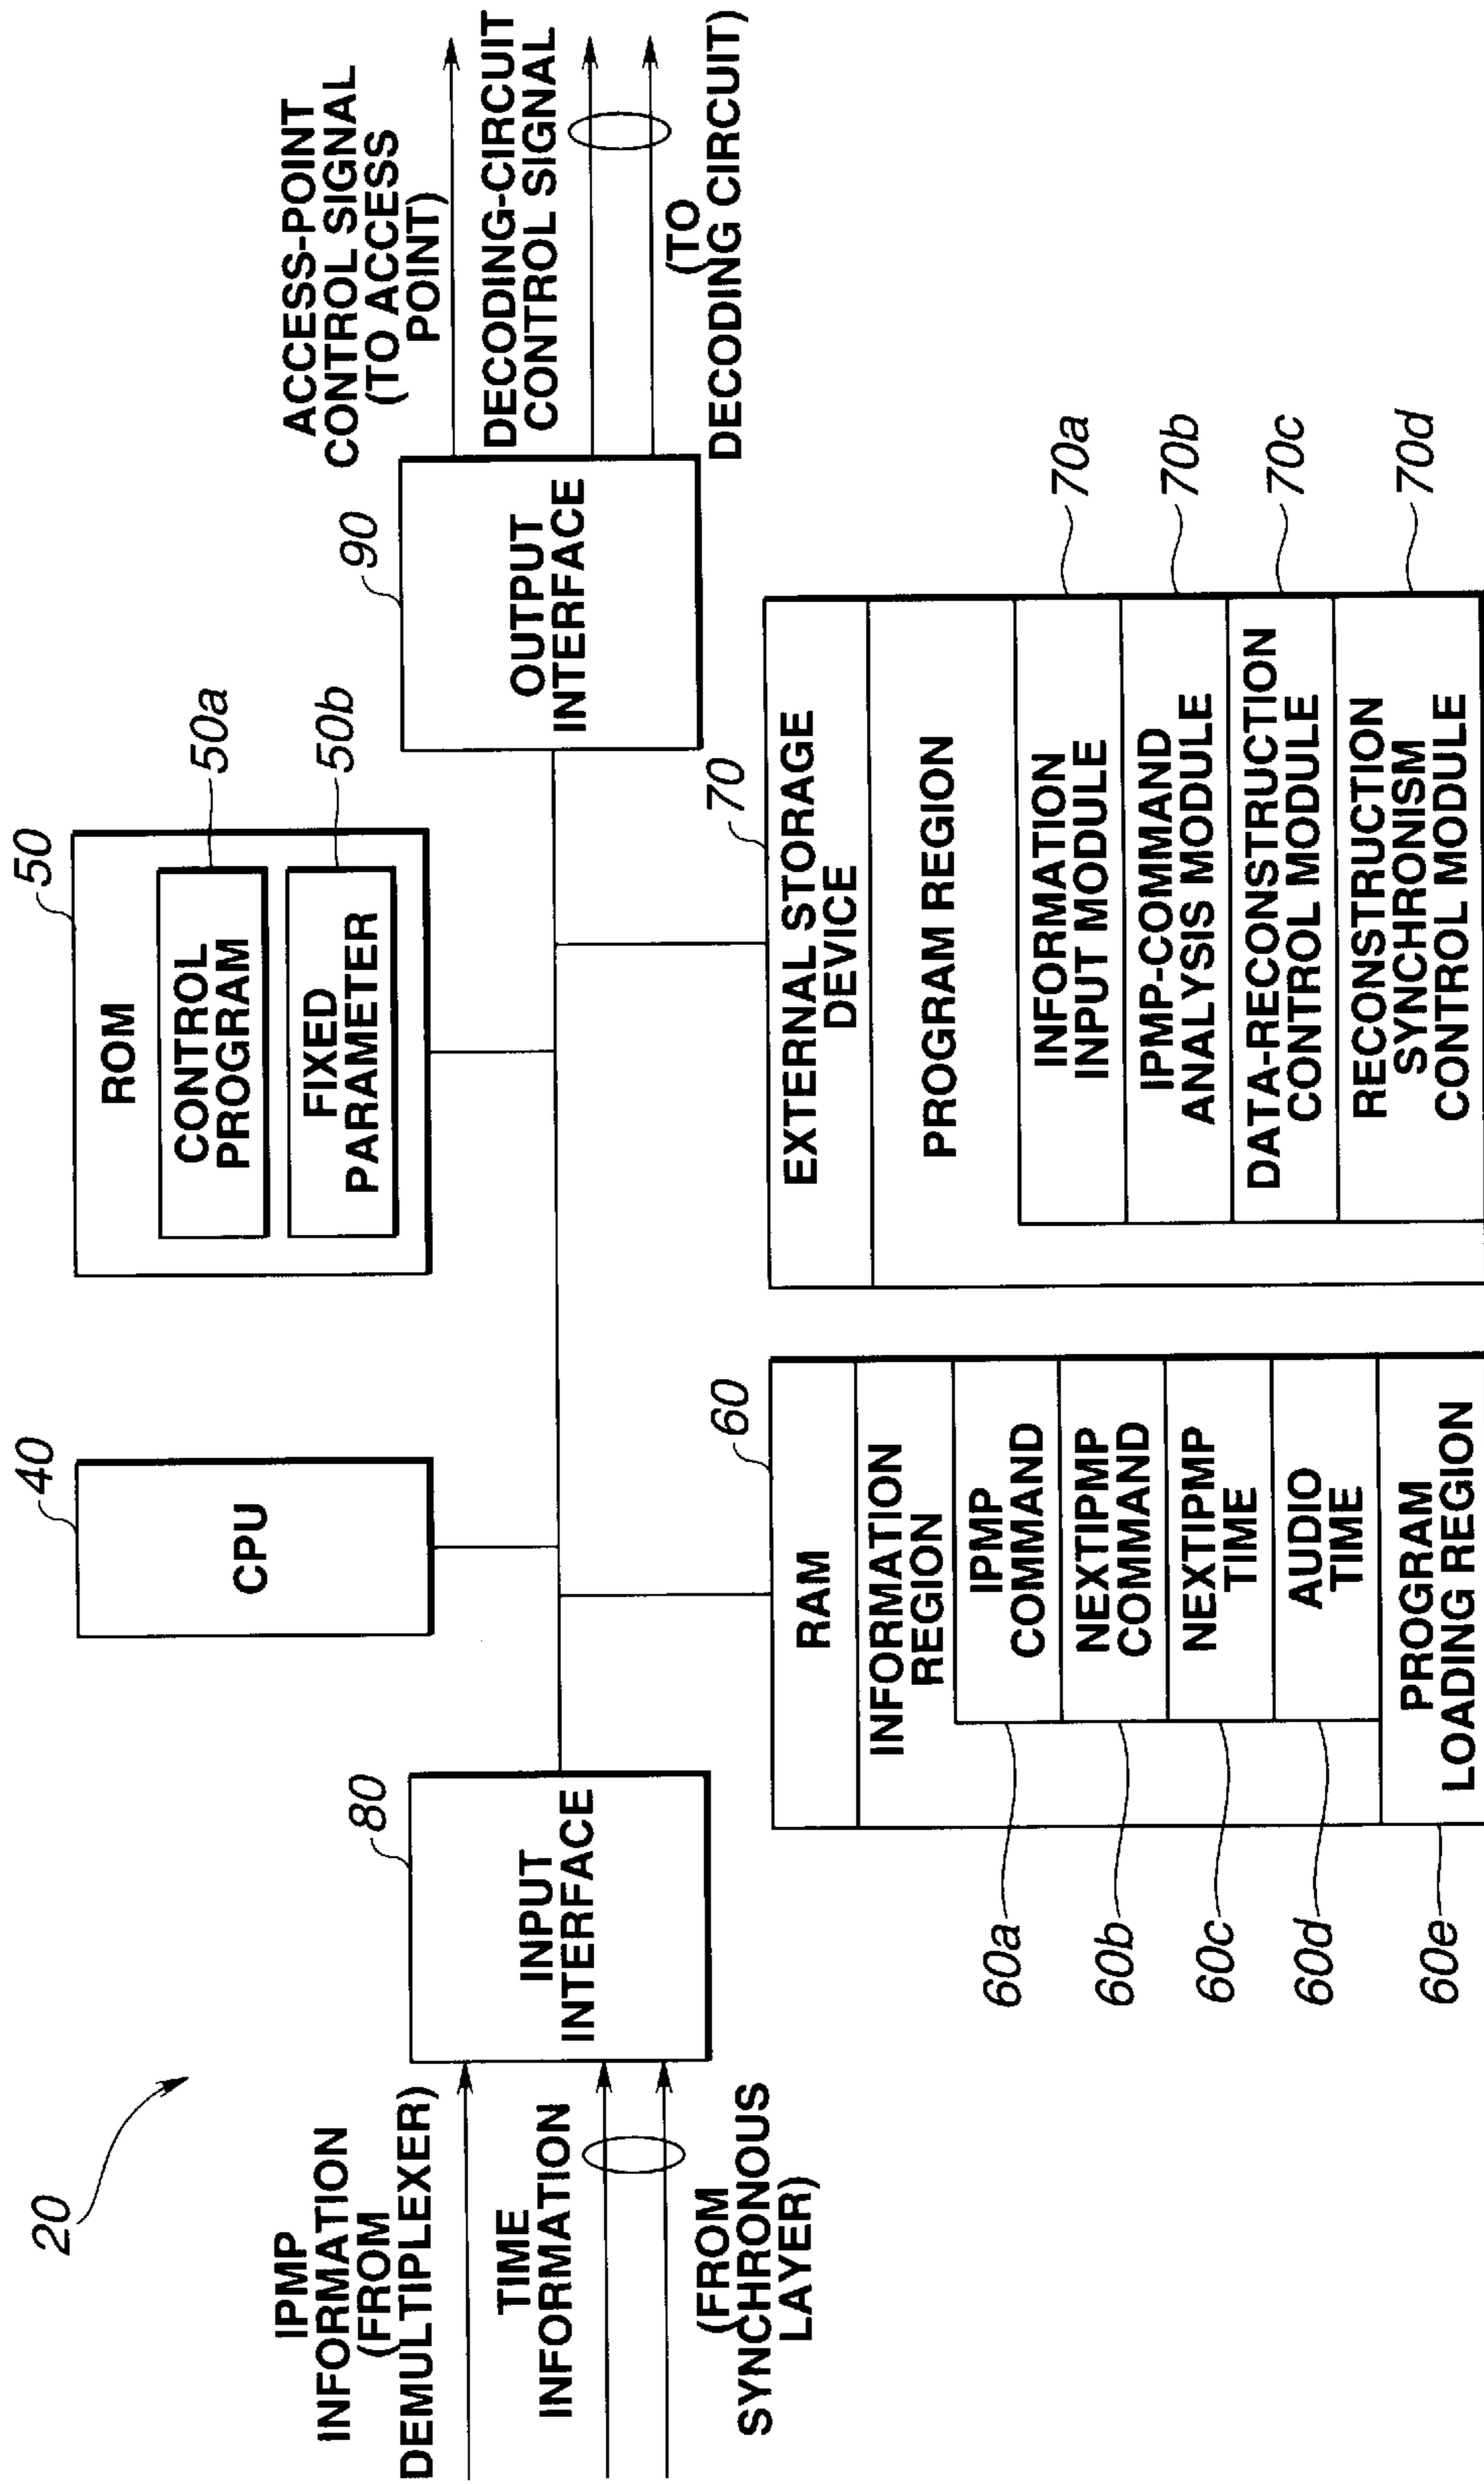 20
IPMP
INFORMATION
(FROM
DEMULTIPLEXER)
TIME
INFORMATION
(FROM
SYNCHRONOUS
LAYER)
80
INPUT
INTERFACE
40
CPU
50
ROM
CONTROL
PROGRAM
50a
FIXED
PARAMETER
50b
90
OUTPUT
INTERFACE
ACCESS-POINT
CONTROL SIGNAL
(TO ACCESS
POINT)
DECODING-CIRCUIT
CONTROL SIGNAL
(TO
DECODING CIRCUIT)
60
RAM
INFORMATION
REGION
IPMP
COMMAND
60a
NEXTIPMP
COMMAND
60b
NEXTIPMP
TIME
60c
AUDIO
TIME
60d
PROGRAM
LOADING REGION
60e
70
EXTERNAL STORAGE
DEVICE
PROGRAM REGION
INFORMATION
INPUT MODULE
70a
IPMP-COMMAND
ANALYSIS MODULE
70b
DATA-RECONSTRUCTION
CONTROL MODULE
70c
RECONSTRUCTION
SYNCHRONISM
CONTROL MODULE
70d